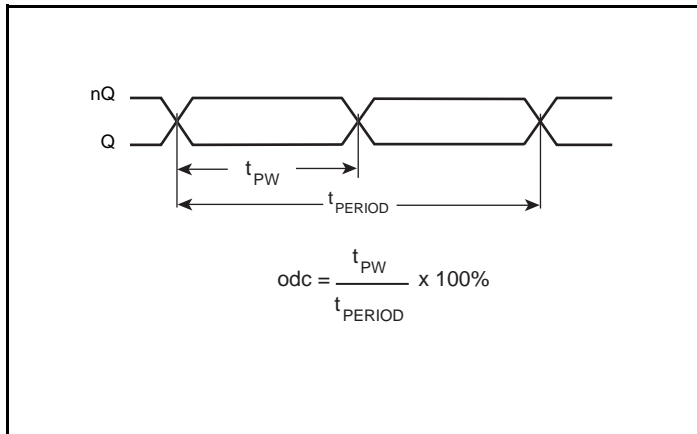 nQ
Q
tPW
tPERIOD
odc = tPW / tPERIOD x 100%